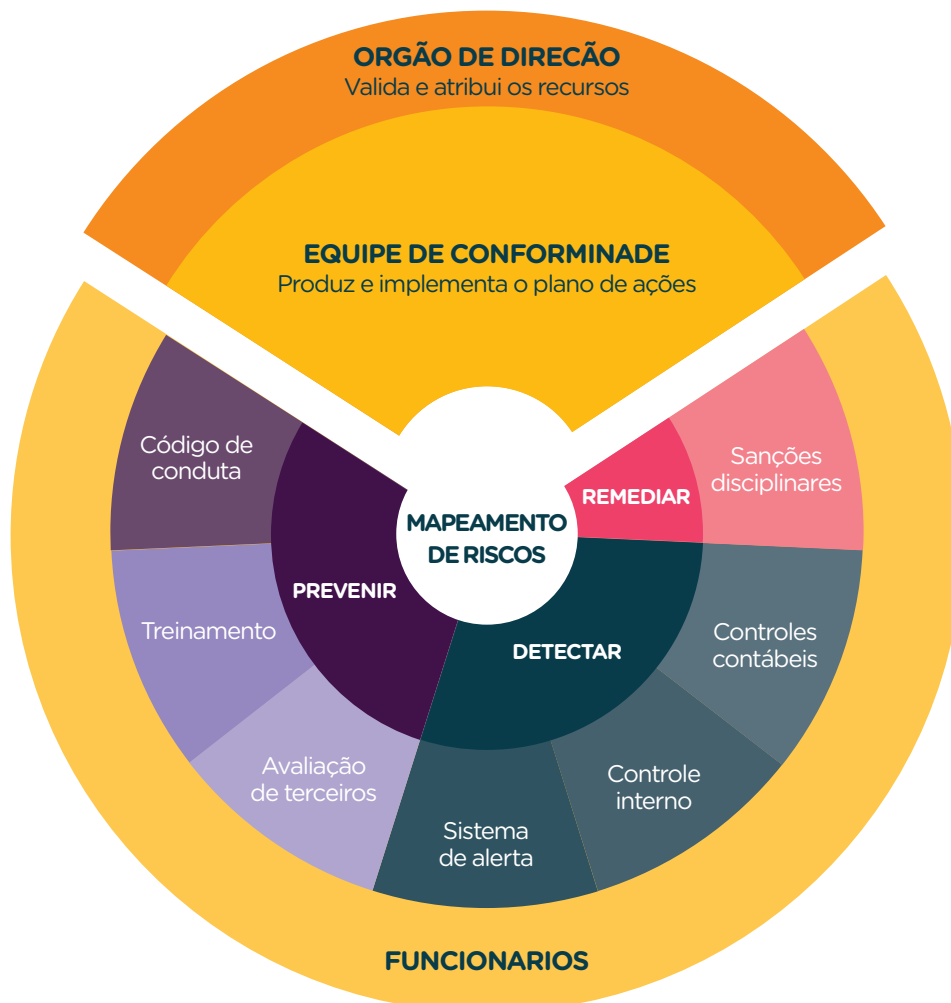 ORGÃO DE DIRECÃO
Valida e atribui os recursos
EQUIPE DE CONFORMINADE
Produz e implementa o plano de ações
Código de
conduta
Sanções
disciplinares
REMEDIAR
MAPEAMENTO
DE RISCOS
PREVENIR
DETECTAR
Treinamento
Controles
contábeis
Avaliação
de terceiros
Controle
interno
Sistema
de alerta
FUNCIONARIOS